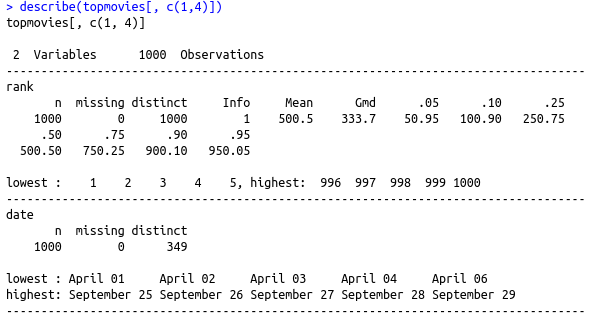 > describe(topmovies[, c(1,4)])
topmovies[, c(1, 4)]
2 Variables 1000 Observations
--------------------------------------------------------------------------------
rank
n missing distinct Info Mean Gmd .05 .10 .25
1000 0 1000 1 500.5 333.7 50.95 100.90 250.75
.50 .75 .90 .95
500.50 750.25 900.10 950.05
lowest : 1 2 3 4 5, highest: 996 997 998 999 1000
--------------------------------------------------------------------------------
date
n missing distinct
1000 0 349
lowest : April 01 April 02 April 03 April 04 April 06
highest: September 25 September 26 September 27 September 28 September 29
--------------------------------------------------------------------------------